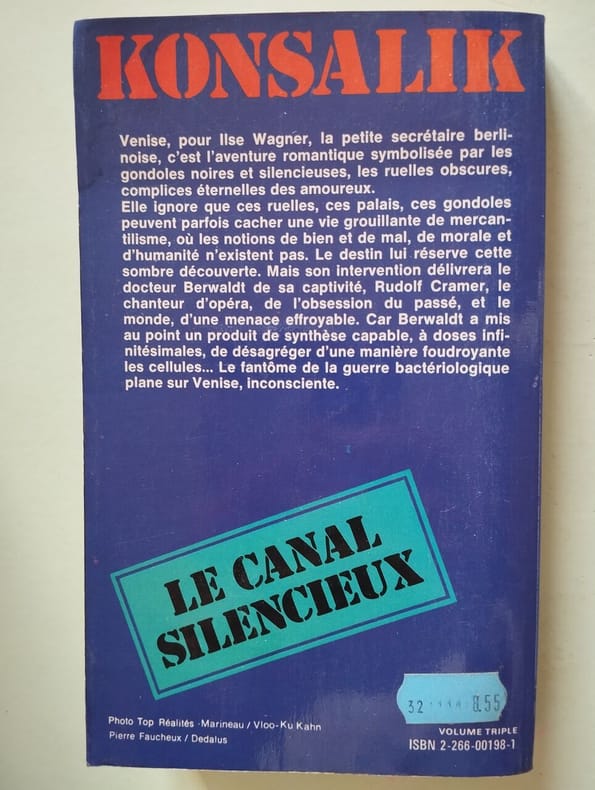 KONSALIK
Venise, pour Ilse Wagner, la petite secrétaire berli-
noise, c'est l'aventure romantique symbolisée par les
gondoles noires et silencieuses, les ruelles obscures,
complices éternelles des amoureux.
Elle ignore que ces ruelles, ces palais, ces gondoles
peuvent parfois cacher une vie grouillante de mercan-
tilisme, où les notions de bien et de mal, de morale et
d'humanité n'existent pas. Le destin lui réserve cette
sombre découverte. Mais son intervention délivrera le
docteur Berwaldt de sa captivité, Rudolf Cramer, le
chanteur d'opéra, de l'obsession du passé, et le
monde, d'une menace effroyable. Car Berwaldt a mis
au point un produit de synthèse capable, à doses infi-
nitésimales, de désagréger d'une manière foudroyante
les cellules... Le fantôme de la guerre bactériologique
plane sur Venise, inconsciente.
LE CANAL
SILENCIEUX
Photo Top Réalités -Marineau / Vloo-Ku Kahn
Pierre Faucheux / Dedalus
32 8.55
VOLUME TRIPLE
ISBN 2-266-00198-1